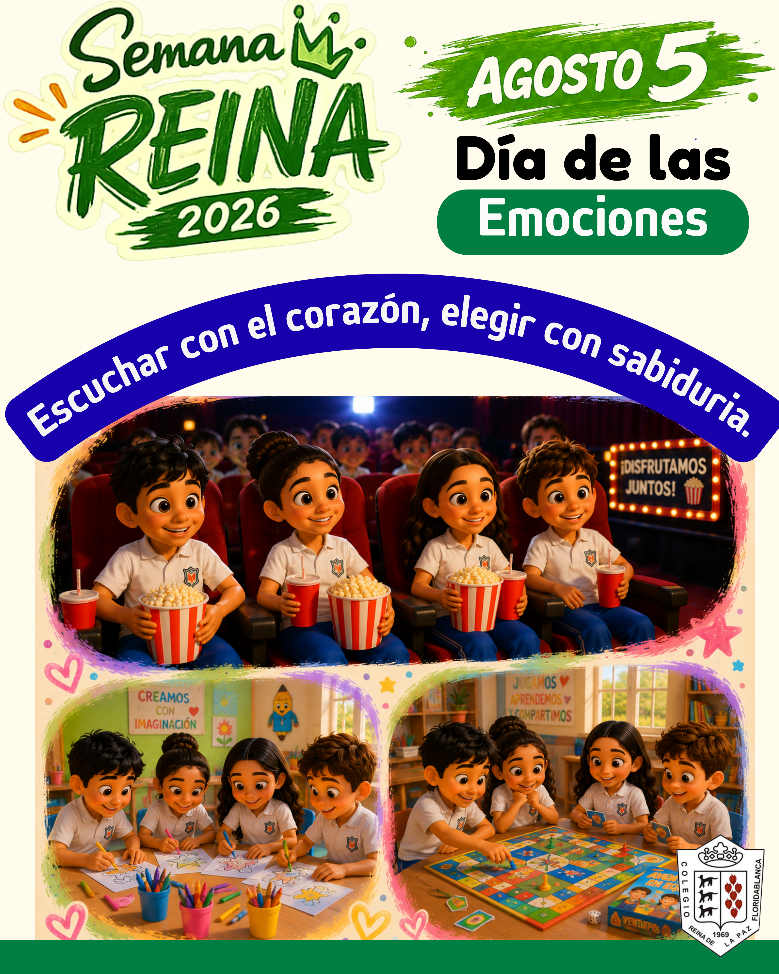 Semana
REINA
2026
AGOSTO 5
Día de las
Emociones
Escuchar con el corazón, elegir con sabiduria.
¡DISFRUTAMOS
JUNTOS!
CREAMOS
CON
IMAGINACIÓN
JUGAMOS
APRENDEMOS
Y COMPARTIMOS
COLEGIO
REINA DE LA PAZ
FLORIDABLANCA
1969